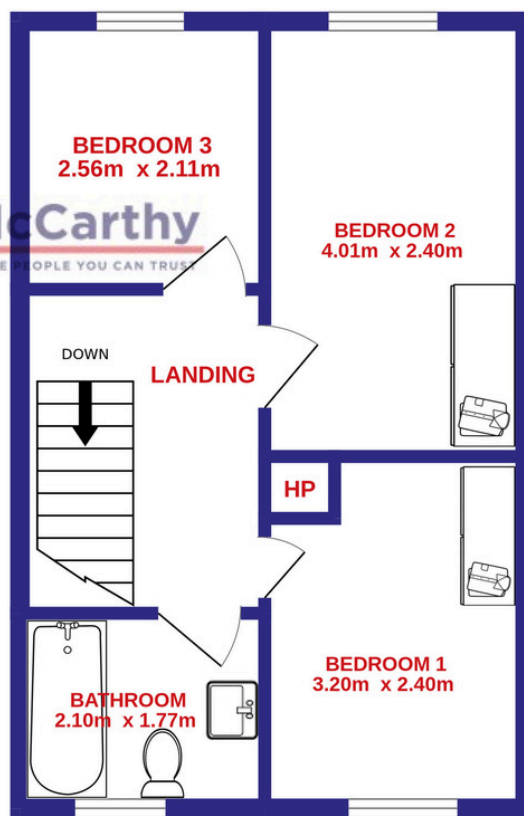 BEDROOM 3
2.56m x 2.11m
McCarthy
PEOPLE YOU CAN TRUST
BEDROOM 2
4.01m x 2.40m
DOWN
LANDING
HP
BEDROOM 1
3.20m x 2.40m
BATHROOM
2.10m x 1.77m